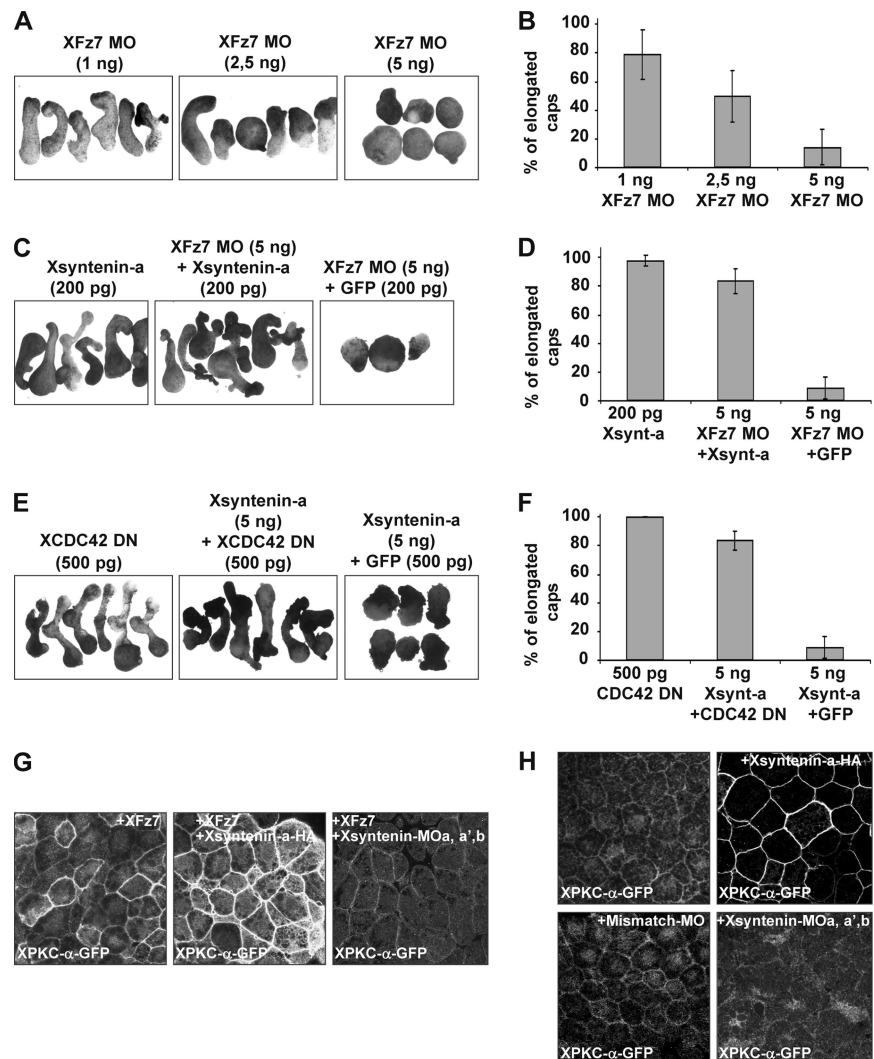 A
XFz7 MO
(1 ng)
XFz7 MO
(2,5 ng)
XFz7 MO
(5 ng)
B
% of elongated
caps
100
80
60
40
20
0
1 ng
XFz7 MO
2,5 ng
XFz7 MO
5 ng
XFz7 MO
C
Xsyntenin-a
(200 pg)
XFz7 MO (5 ng)
+ Xsyntenin-a
(200 pg)
XFz7 MO (5 ng)
+ GFP (200 pg)
D
% of elongated
caps
100
80
60
40
20
0
200 pg
Xsynt-a
5 ng
XFz7 MO
+Xsynt-a
5 ng
XFz7 MO
+GFP
E
XCDC42 DN
(500 pg)
Xsyntenin-a
(5 ng)
+ XCDC42 DN
(500 pg)
Xsyntenin-a
(5 ng)
+ GFP (500 pg)
F
% of elongated
caps
100
80
60
40
20
0
500 pg
CDC42 DN
5 ng
Xsynt-a
+CDC42 DN
5 ng
Xsynt-a
+GFP
G
+XFz7
XPKC-α-GFP
+XFz7
+Xsyntenin-a-HA
XPKC-α-GFP
+XFz7
+Xsyntenin-MOa, a',b
XPKC-α-GFP
H
XPKC-α-GFP
+Xsyntenin-a-HA
XPKC-α-GFP
+Mismatch-MO
XPKC-α-GFP
+Xsyntenin-MOa, a',b
XPKC-α-GFP